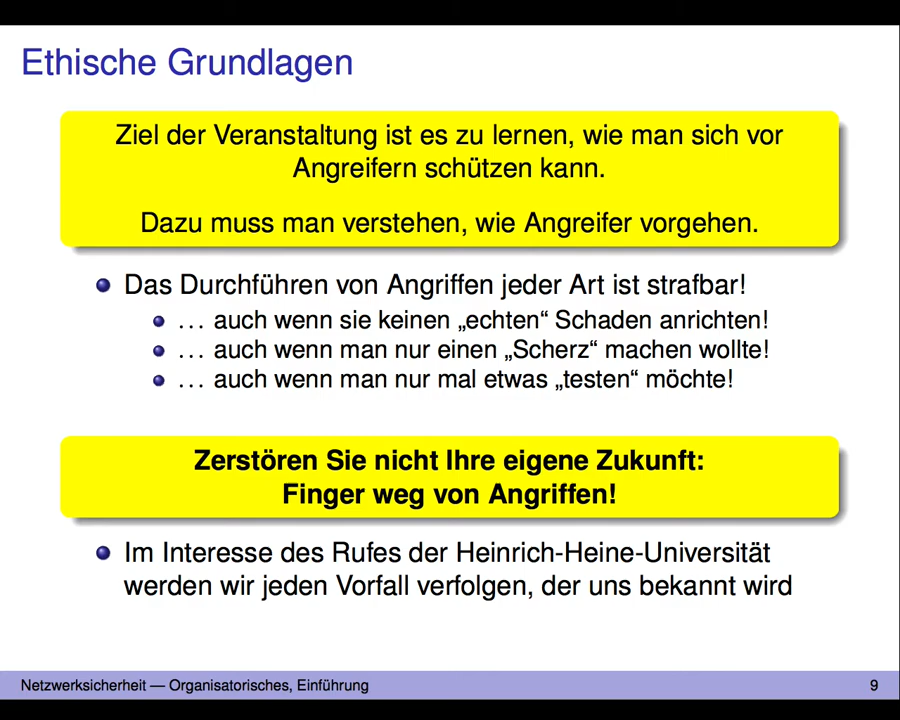 Ethische Grundlagen
Ziel der Veranstaltung ist es zu lernen, wie man sich vor
Angreifern schützen kann.
Dazu muss man verstehen, wie Angreifer vorgehen.
Das Durchführen von Angriffen jeder Art ist strafbar!
... auch wenn sie keinen „echten“ Schaden anrichten!
... auch wenn man nur einen „Scherz“ machen wollte!
... auch wenn man nur mal etwas „testen“ möchte!
Zerstören Sie nicht Ihre eigene Zukunft:
Finger weg von Angriffen!
Im Interesse des Rufes der Heinrich-Heine-Universität
werden wir jeden Vorfall verfolgen, der uns bekannt wird
Netzwerksicherheit — Organisatorisches, Einführung 9